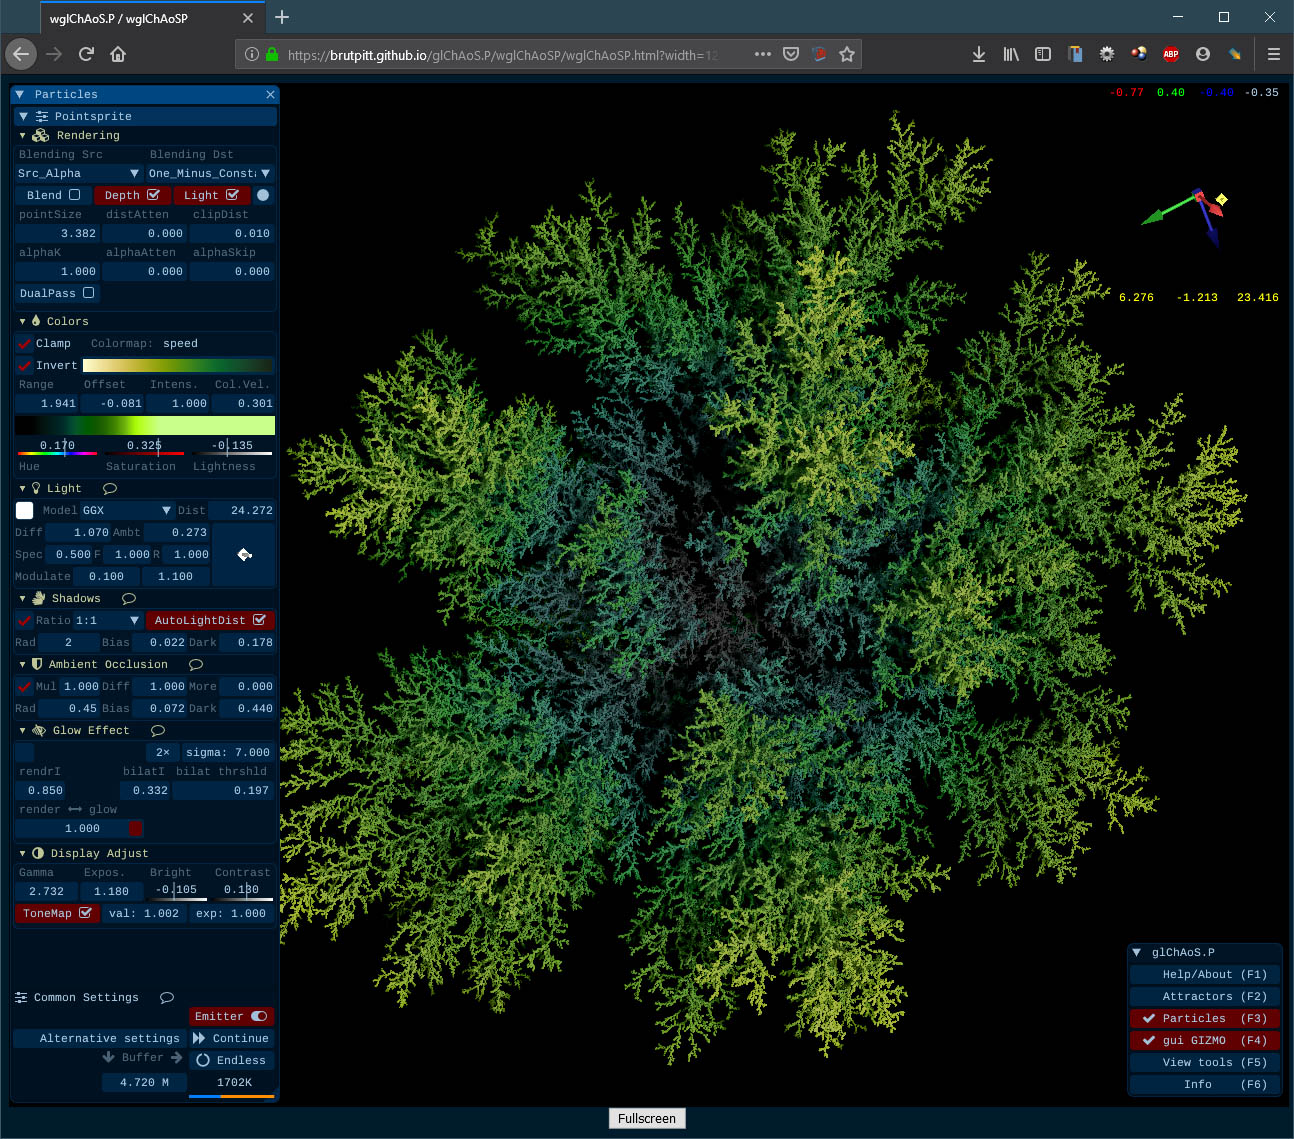 wglChAoS.P / wglChAoSP
https://brutpitt.github.io/glChAoS.P/wglChAoSP/wglChAoSP.html?width=12
ABP
Particles
Pointsprite
Rendering
Blending Src Blending Dst
Src_Alpha One_Minus_Consta
Blend Depth Light
pointSize distAtten clipDist
3.382 0.000 0.010
alphaK alphaAtten alphaSkip
1.000 0.000 0.000
DualPass
Colors
Clamp Colormap: speed
Invert
Range Offset Intens. Col.Vel.
1.941 -0.081 1.000 0.301
0.170 0.325 -0.135
Hue Saturation Lightness
Light
Model GGX Dist 24.272
Diff 1.070 Ambt 0.273
Spec 0.500 F 1.000 R 1.000
Modulate 0.100 1.100
Shadows
Ratio 1:1 AutoLightDist
Rad 2 Bias 0.022 Dark 0.178
Ambient Occlusion
Mul 1.000 Diff 1.000 More 0.000
Rad 0.45 Bias 0.072 Dark 0.440
Glow Effect
2× sigma: 7.000
rendrI bilatI bilat thrshld
0.850 0.332 0.197
render ↔ glow
1.000
Display Adjust
Gamma Expos. Bright Contrast
2.732 1.180 -0.105 0.130
ToneMap val: 1.002 exp: 1.000
Common Settings
Emitter
Alternative settings Continue
Buffer Endless
4.720 M 1702K
-0.77 0.40 -0.40 -0.35
6.276 -1.213 23.416
glChAoS.P
Help/About (F1)
Attractors (F2)
Particles (F3)
gui GIZMO (F4)
View tools (F5)
Info (F6)
Fullscreen